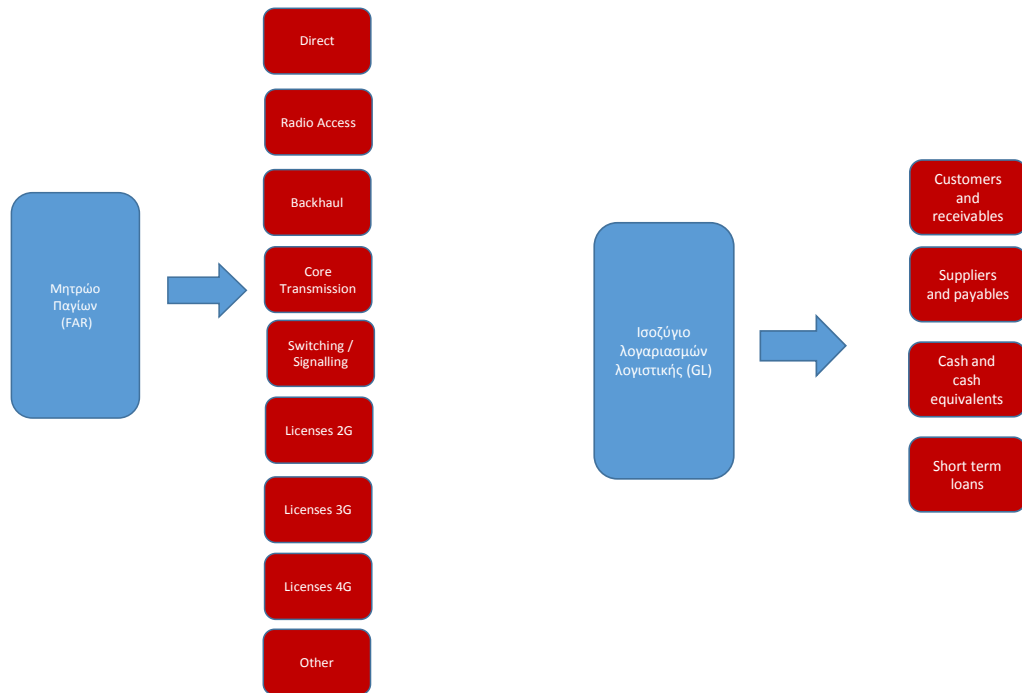 Direct
Radio Access
Backhaul
Μητρώο
Παγίων
(FAR)
Core
Transmission
Switching /
Signalling
Licenses 2G
Licenses 3G
Licenses 4G
Other
Ισοζύγιο
λογαριασμών
λογιστικής (GL)
Customers
and
receivables
Suppliers
and payables
Cash and
cash
equivalents
Short term
loans